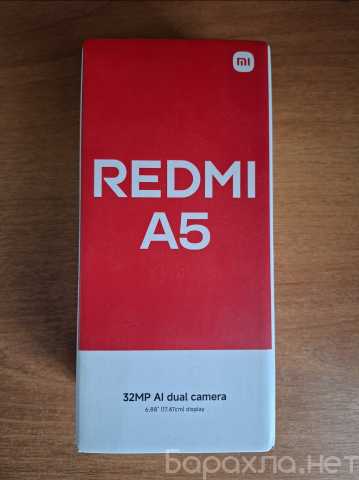 mi
REDMI
A5
32MP AI dual camera
6.88" (17.47cm) display
Барахла.нет